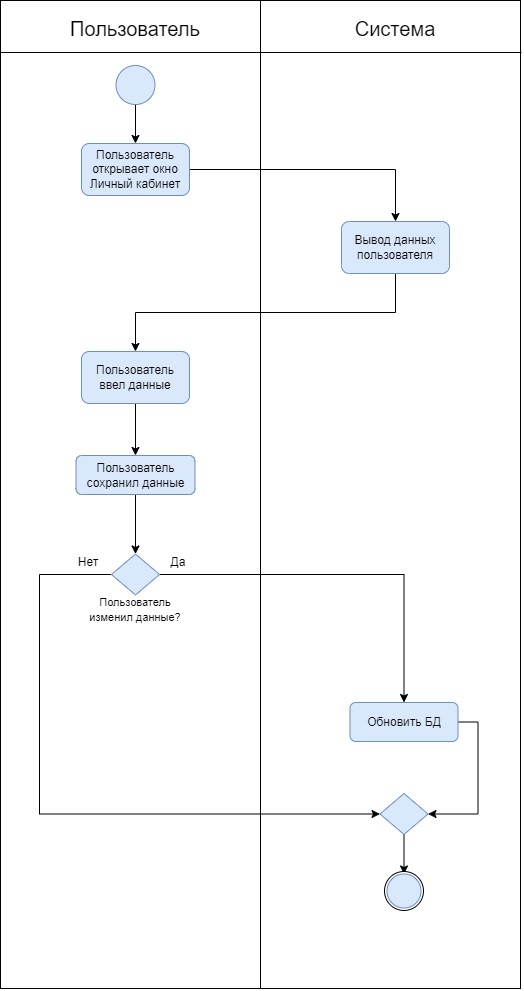 Пользователь
Система
Пользователь
открывает окно
Личный кабинет
Вывод данных
пользователя
Пользователь
ввел данные
Пользователь
сохранил данные
Нет
Да
Пользователь
изменил данные?
Обновить БД